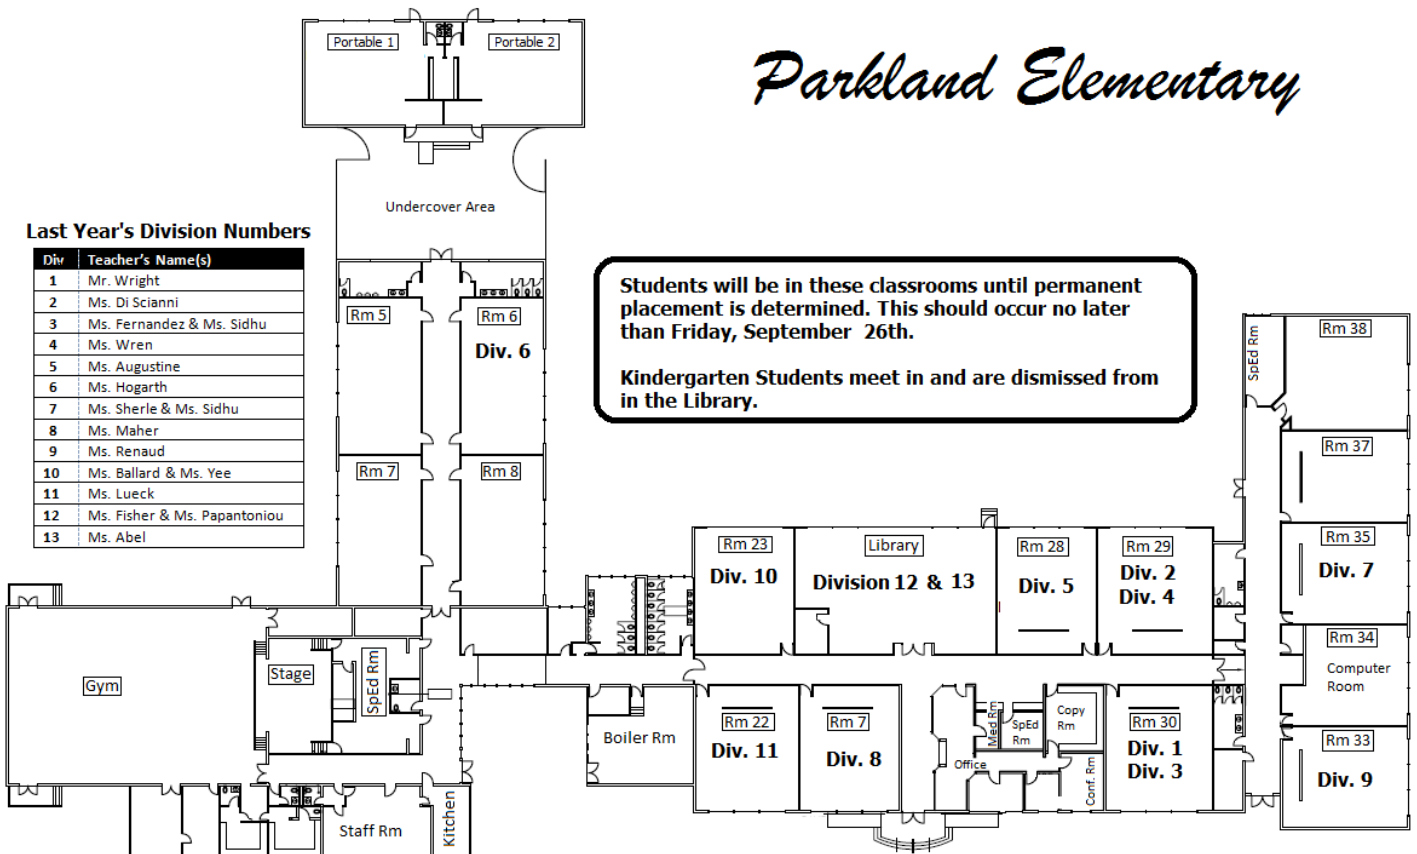 Parkland Elementary
Portable 1
Portable 2
Undercover Area
Last Year's Division Numbers
Div Teacher's Name(s)
1 Mr. Wright
2 Ms. Di Scianni
3 Ms. Fernandez & Ms. Sidhu
4 Ms. Wren
5 Ms. Augustine
6 Ms. Hogarth
7 Ms. Sherle & Ms. Sidhu
8 Ms. Maher
9 Ms. Renaud
10 Ms. Ballard & Ms. Yee
11 Ms. Lueck
12 Ms. Fisher & Ms. Papantoniou
13 Ms. Abel
Students will be in these classrooms until permanent
placement is determined. This should occur no later
than Friday, September 26th.
Kindergarten Students meet in and are dismissed from
in the Library.
Rm 5
Rm 6
Div. 6
Rm 7
Rm 8
SpEd Rm
Rm 38
Rm 37
Rm 35
Div. 7
Rm 34
Computer
Room
Rm 33
Div. 9
Rm 23
Div. 10
Library
Division 12 & 13
Rm 28
Div. 5
Rm 29
Div. 2
Div. 4
Gym
Stage
SpEd Rm
Boiler Rm
Rm 22
Div. 11
Rm 7
Div. 8
Med Rm
SpEd
Rm
Copy
Rm
Office
Conf. Rm
Rm 30
Div. 1
Div. 3
Staff Rm
Kitchen